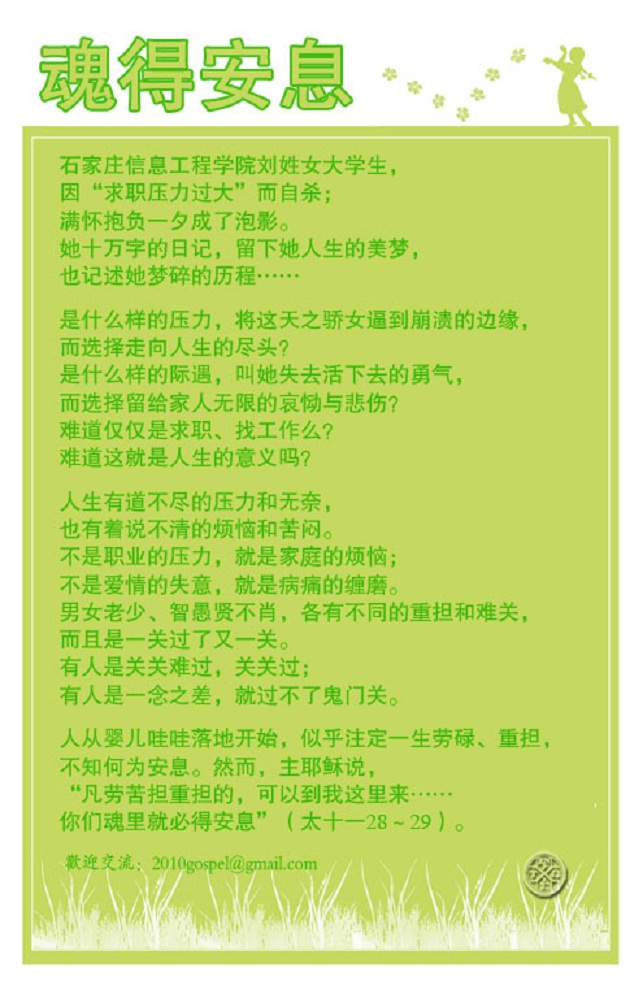 魂得安息
石家庄信息工程学院刘姓女大学生，
因“求职压力过大”而自杀；
满怀抱负一夕成了泡影。
她十万字的日记，留下她人生的美梦，
也记述她梦碎的历程……
是什么样的压力，将这天之骄女逼到崩溃的边缘，
而选择走向人生的尽头？
是什么样的际遇，叫她失去活下去的勇气，
而选择留给家人无限的哀恸与悲伤？
难道仅仅是求职、找工作么？
难道这就是人生的意义吗？
人生有道不尽的压力和无奈，
也有着说不清的烦恼和苦闷。
不是职业的压力，就是家庭的烦恼；
不是爱情的失意，就是病痛的缠磨。
男女老少、智愚贤不肖，各有不同的重担和难关，
而且是一关过了又一关。
有人是关关难过，关关过；
有人是一念之差，就过不了鬼门关。
人从婴儿哇哇落地开始，似乎注定一生劳碌、重担，
不知何为安息。然而，主耶稣说，
“凡劳苦担重担的，可以到我这里来……
你们魂里就必得安息”（太十一28～29）。
歡迎交流：2010gospel@gmail.com